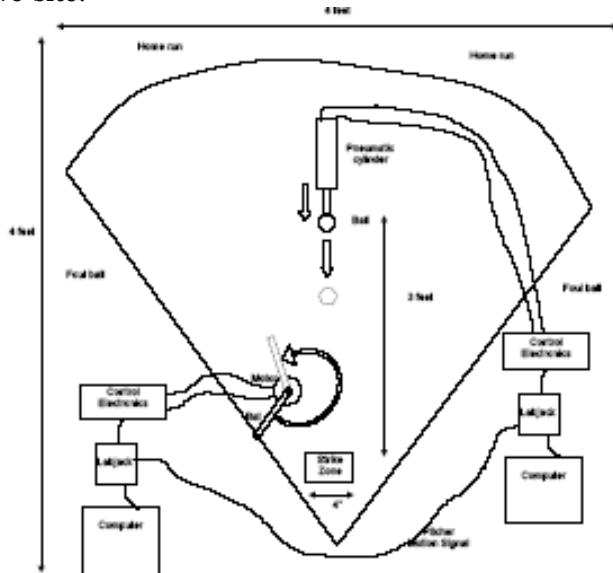 4 feet
Home run
Home run
Pneumatic
cylinder
Ball
4 feet
Foul ball
3 feet
Foul ball
Motor
Control
Electronics
Bat
Control
Electronics
Labjack
Strike
Zone
Labjack
4"
Computer
Computer
Pitcher
Motion Signal